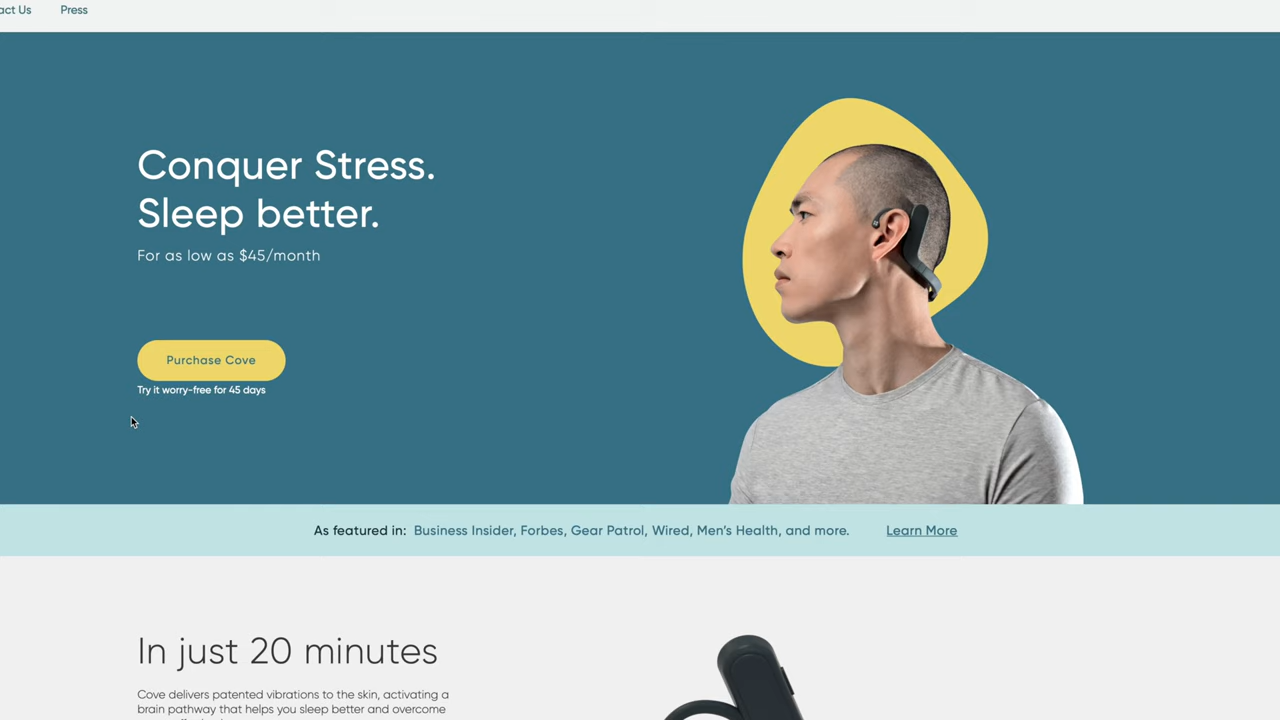 act Us Press
Conquer Stress.
Sleep better.
For as low as $45/month
Purchase Cove
Try it worry-free for 45 days
As featured in: Business Insider, Forbes, Gear Patrol, Wired, Men's Health, and more. Learn More
In just 20 minutes
Cove delivers patented vibrations to the skin, activating a
brain pathway that helps you sleep better and overcome